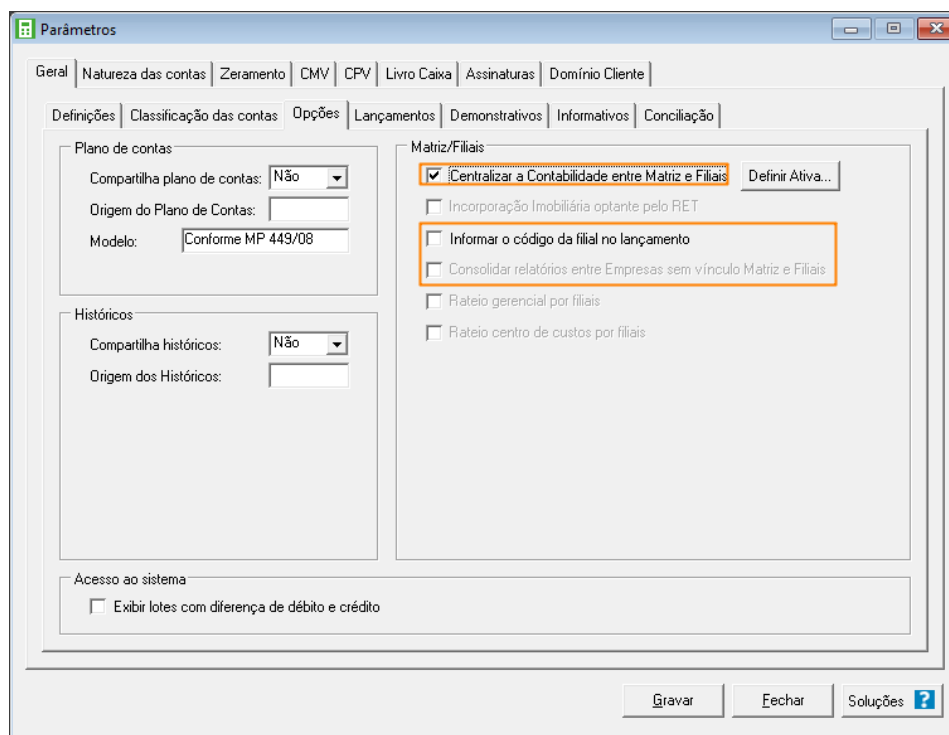 Parâmetros
Geral Natureza das contas Zeramento CMV CPV Livro Caixa Assinaturas Domínio Cliente
Definições Classificação das contas Opções Lançamentos Demonstrativos Informativos Conciliação
Plano de contas
Compartilha plano de contas: Não
Origem do Plano de Contas:
Modelo: Conforme MP 449/08
Históricos
Compartilha históricos: Não
Origem dos Históricos:
Matriz/Filiais
Centralizar a Contabilidade entre Matriz e Filiais Definir Ativa...
Incorporação Imobiliária optante pelo RET
Informar o código da filial no lançamento
Consolidar relatórios entre Empresas sem vínculo Matriz e Filiais
Rateio gerencial por filiais
Rateio centro de custos por filiais
Acesso ao sistema
Exibir lotes com diferença de débito e crédito
Gravar Fechar Soluções ?